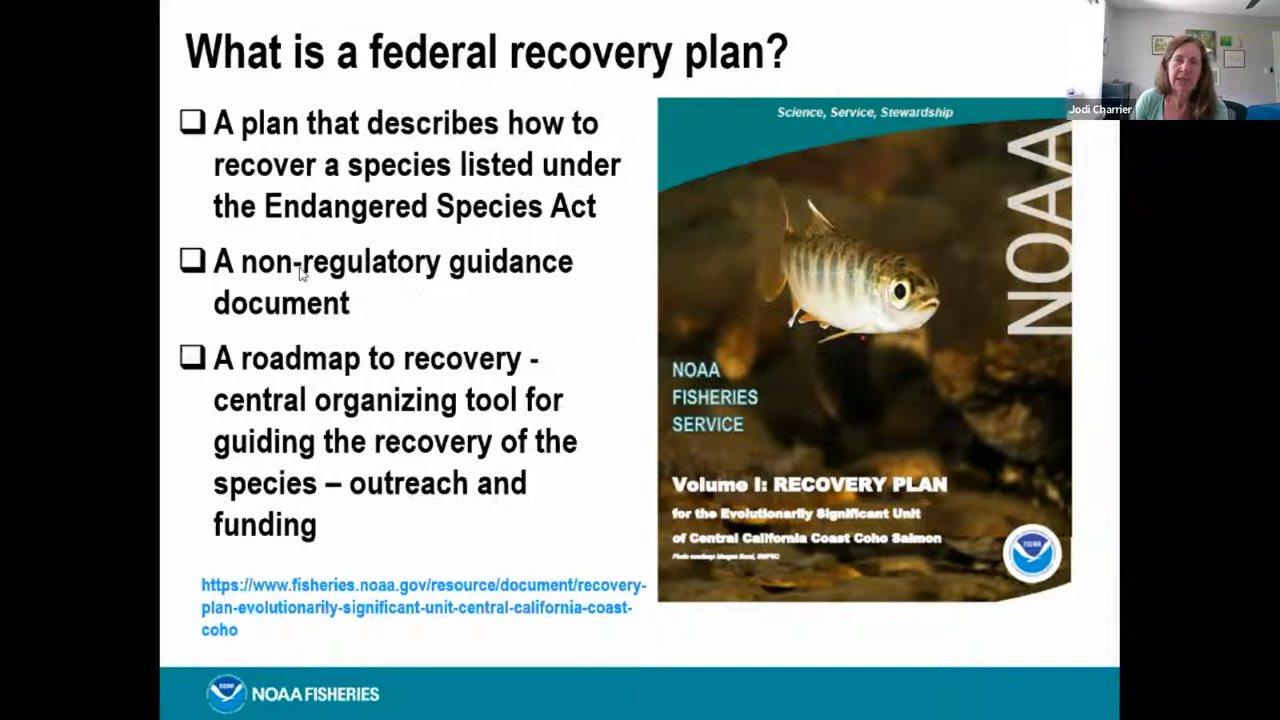 What is a federal recovery plan?
A plan that describes how to
recover a species listed under
the Endangered Species Act
A non-regulatory guidance
document
A roadmap to recovery -
central organizing tool for
guiding the recovery of the
species – outreach and
funding
https://www.fisheries.noaa.gov/resource/document/recovery-
plan-evolutionarily-significant-unit-central-california-coast-
coho
Science, Service, Stewardship
NOAA
NOAA
FISHERIES
SERVICE
Volume I: RECOVERY PLAN
for the Evolutionarily Significant Unit
of Central California Coast Coho Salmon
NOAA
Jodi Charrier
NOAA
NOAA FISHERIES